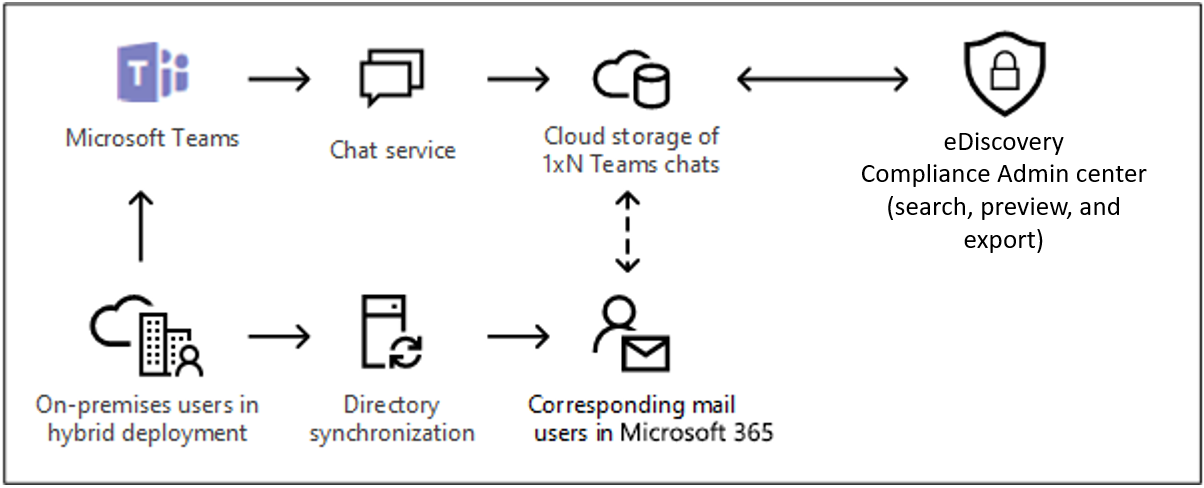 T
Microsoft Teams
Chat service
Cloud storage of
1xN Teams chats
eDiscovery
Compliance Admin center
(search, preview, and
export)
On-premises users in
hybrid deployment
Directory
synchronization
Corresponding mail
users in Microsoft 365